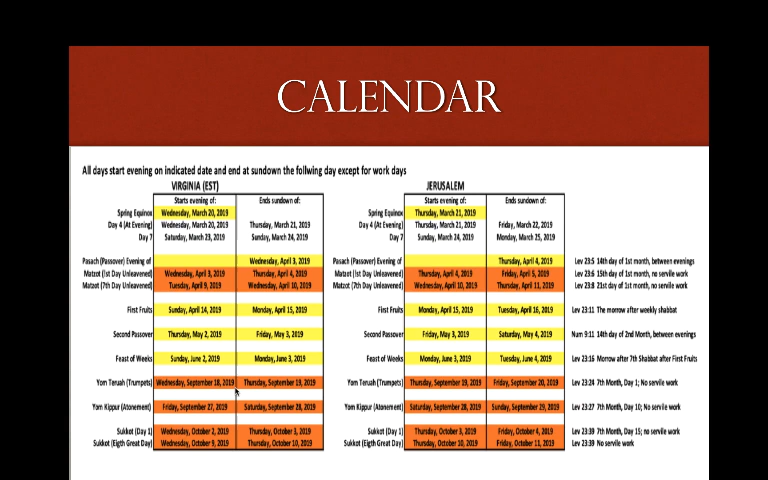 CALENDAR
All days start evening on indicated date and end at sundown the follwing day except for work days
VIRGINIA (EST) JERUSALEM
Starts evening of: Ends sundown of: Starts evening of: Ends sundown of:
Spring Equinox Wednesday, March 20, 2019 Spring Equinox Thursday, March 21, 2019
Day 4 (At Evening) Wednesday, March 20, 2019 Thursday, March 21, 2019 Day 4 (At Evening) Thursday, March 21, 2019 Friday, March 22, 2019
Day 7 Saturday, March 23, 2019 Sunday, March 24, 2019 Day 7 Sunday, March 24, 2019 Monday, March 25, 2019
Pasach (Passover) Evening of Wednesday, April 3, 2019 Pasach (Passover) Evening of Thursday, April 4, 2019 Lev 23:5 14th day of 1st month, between evenings
Matzot (1st Day Unleavened) Wednesday, April 3, 2019 Thursday, April 4, 2019 Matzot (1st Day Unleavened) Thursday, April 4, 2019 Friday, April 5, 2019 Lev 23:6 15th day of 1st month, no servile work
Matzot (7th Day Unleavened) Tuesday, April 9, 2019 Wednesday, April 10, 2019 Matzot (7th Day Unleavened) Wednesday, April 10, 2019 Thursday, April 11, 2019 Lev 23:8 21st day of 1st month, no servile work
First Fruits Sunday, April 14, 2019 Monday, April 15, 2019 First Fruits Monday, April 15, 2019 Tuesday, April 16, 2019 Lev 23:11 The morrow after weekly shabbat
Second Passover Thursday, May 2, 2019 Friday, May 3, 2019 Second Passover Friday, May 3, 2019 Saturday, May 4, 2019 Num 9:11 14th day of 2nd Month, between evenings
Feast of Weeks Sunday, June 2, 2019 Monday, June 3, 2019 Feast of Weeks Monday, June 3, 2019 Tuesday, June 4, 2019 Lev 23:16 Morrow after 7th Shabbat after First Fruits
Yom Teruah (Trumpets) Wednesday, September 18, 2019 Thursday, September 19, 2019 Yom Teruah (Trumpets) Thursday, September 19, 2019 Friday, September 20, 2019 Lev 23:24 7th Month, Day 1; No servile work
Yom Kippur (Atonement) Friday, September 27, 2019 Saturday, September 28, 2019 Yom Kippur (Atonement) Saturday, September 28, 2019 Sunday, September 29, 2019 Lev 23:27 7th Month, Day 10; No servile work
Sukkot (Day 1) Wednesday, October 2, 2019 Thursday, October 3, 2019 Sukkot (Day 1) Thursday, October 3, 2019 Friday, October 4, 2019 Lev 23:39 7th Month, Day 15; no servile work
Sukkot (Eigth Great Day) Wednesday, October 9, 2019 Thursday, October 10, 2019 Sukkot (Eigth Great Day) Thursday, October 10, 2019 Friday, October 11, 2019 Lev 23:39 No servile work